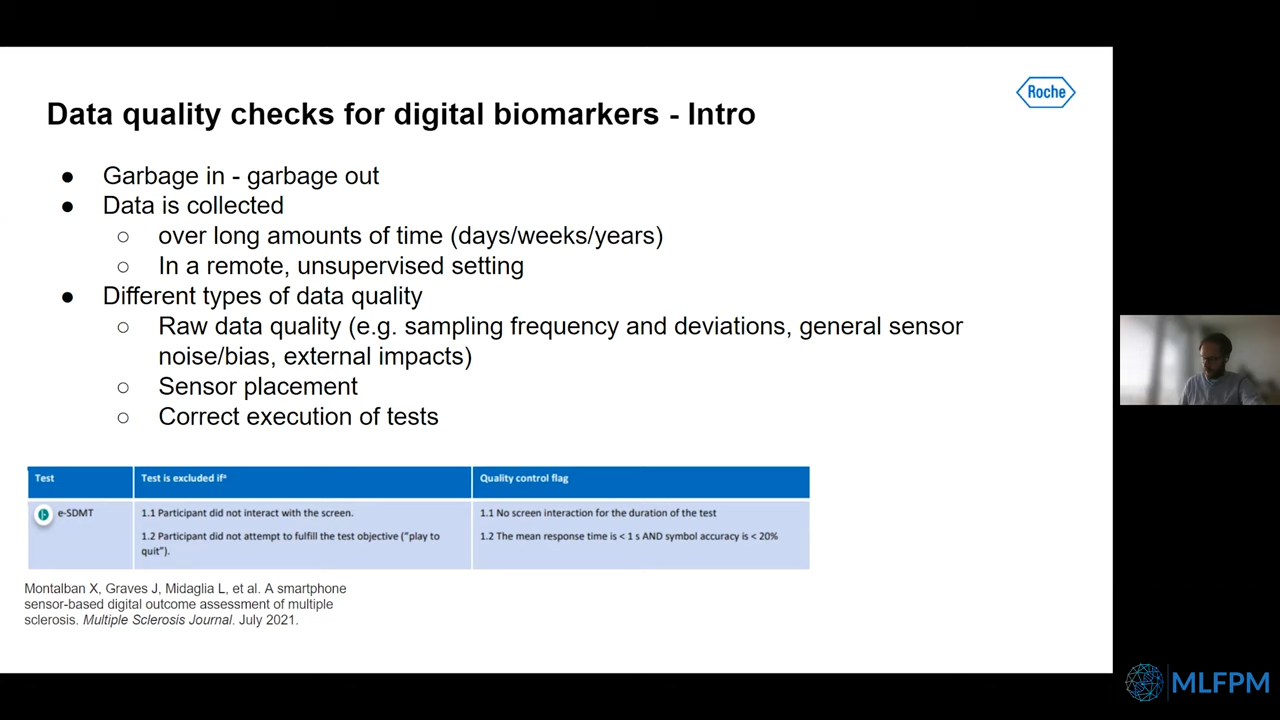 Data quality checks for digital biomarkers - Intro
Roche
● Garbage in - garbage out
● Data is collected
○ over long amounts of time (days/weeks/years)
○ In a remote, unsupervised setting
● Different types of data quality
○ Raw data quality (e.g. sampling frequency and deviations, general sensor
noise/bias, external impacts)
○ Sensor placement
○ Correct execution of tests
Test
Test is excluded ifᵃ
Quality control flag
e-SDMT
1.1 Participant did not interact with the screen.
1.2 Participant did not attempt to fulfill the test objective ("play to
quit").
1.1 No screen interaction for the duration of the test
1.2 The mean response time is < 1 s AND symbol accuracy is < 20%
Montalban X, Graves J, Midaglia L, et al. A smartphone
sensor-based digital outcome assessment of multiple
sclerosis. Multiple Sclerosis Journal. July 2021.
MLFPM